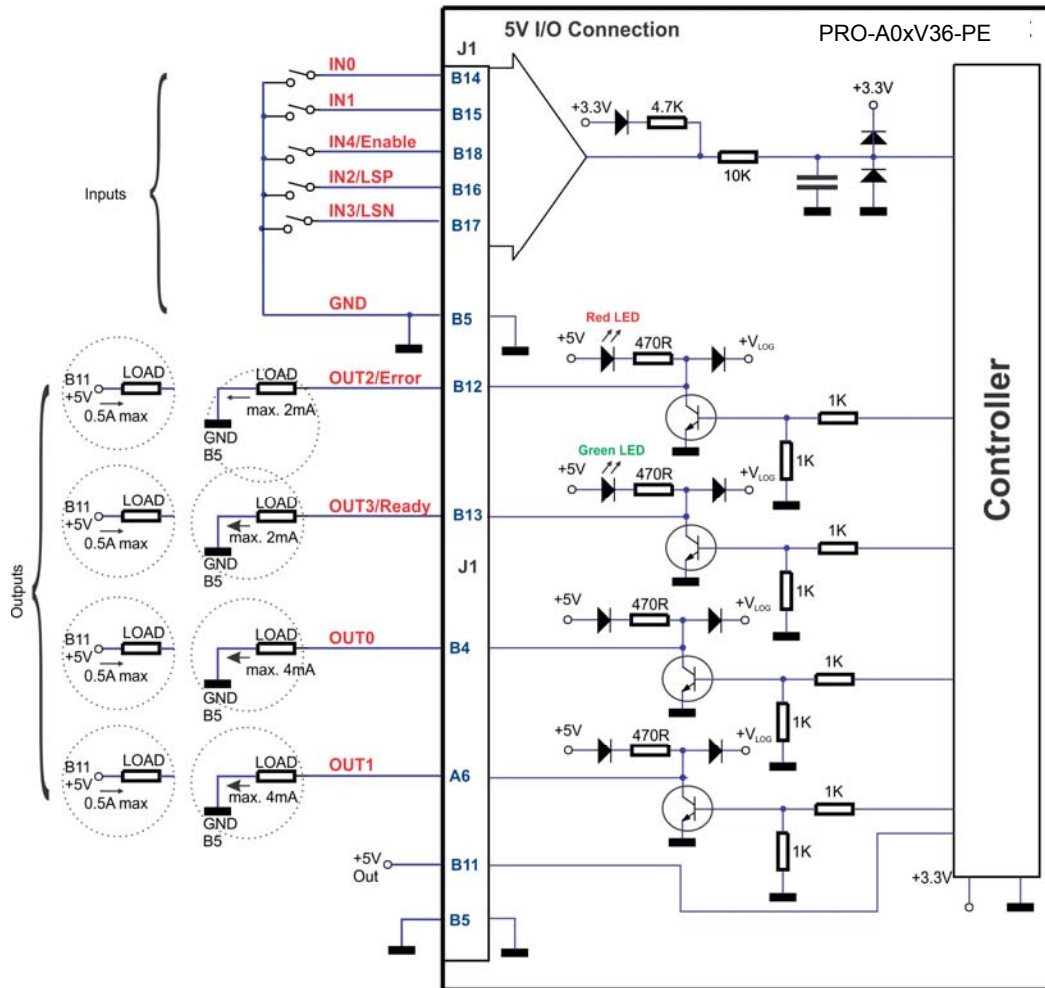 5V I/O Connection
PRO-A0xV36-PE
J1
IN0
B14
IN1
B15
IN4/Enable
B18
IN2/LSP
B16
IN3/LSN
B17
Inputs
+3.3V
4.7K
10K
+3.3V
GND
B5
Controller
Outputs
B11
+5V
LOAD
0.5A max
LOAD
max. 2mA
GND
B5
OUT2/Error
B12
Red LED
+5V
470R
+VLOG
1K
1K
B11
+5V
LOAD
0.5A max
LOAD
max. 2mA
GND
B5
OUT3/Ready
B13
Green LED
+5V
470R
+VLOG
1K
1K
J1
B11
+5V
LOAD
0.5A max
LOAD
max. 4mA
GND
B5
OUT0
B4
+5V
470R
+VLOG
1K
1K
B11
+5V
LOAD
0.5A max
LOAD
max. 4mA
GND
B5
OUT1
A6
+5V
470R
+VLOG
1K
1K
+5V
Out
B11
+3.3V
B5